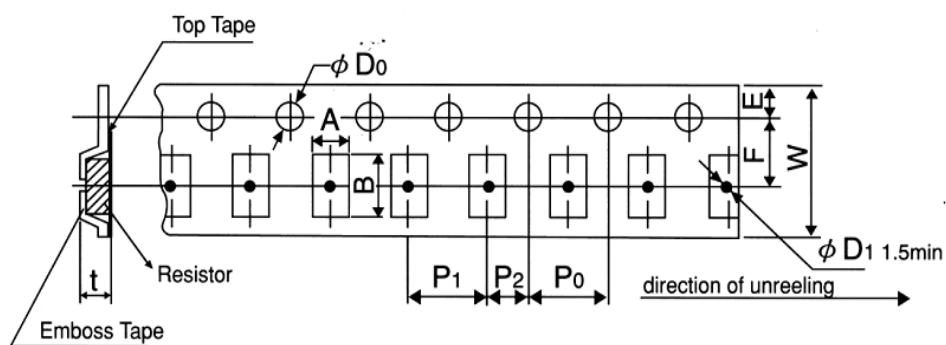 Top Tape
φ D0
A
E
F
W
B
φ D1 1.5min
t
Resistor
P1
P2
P0
direction of unreeling
Emboss Tape